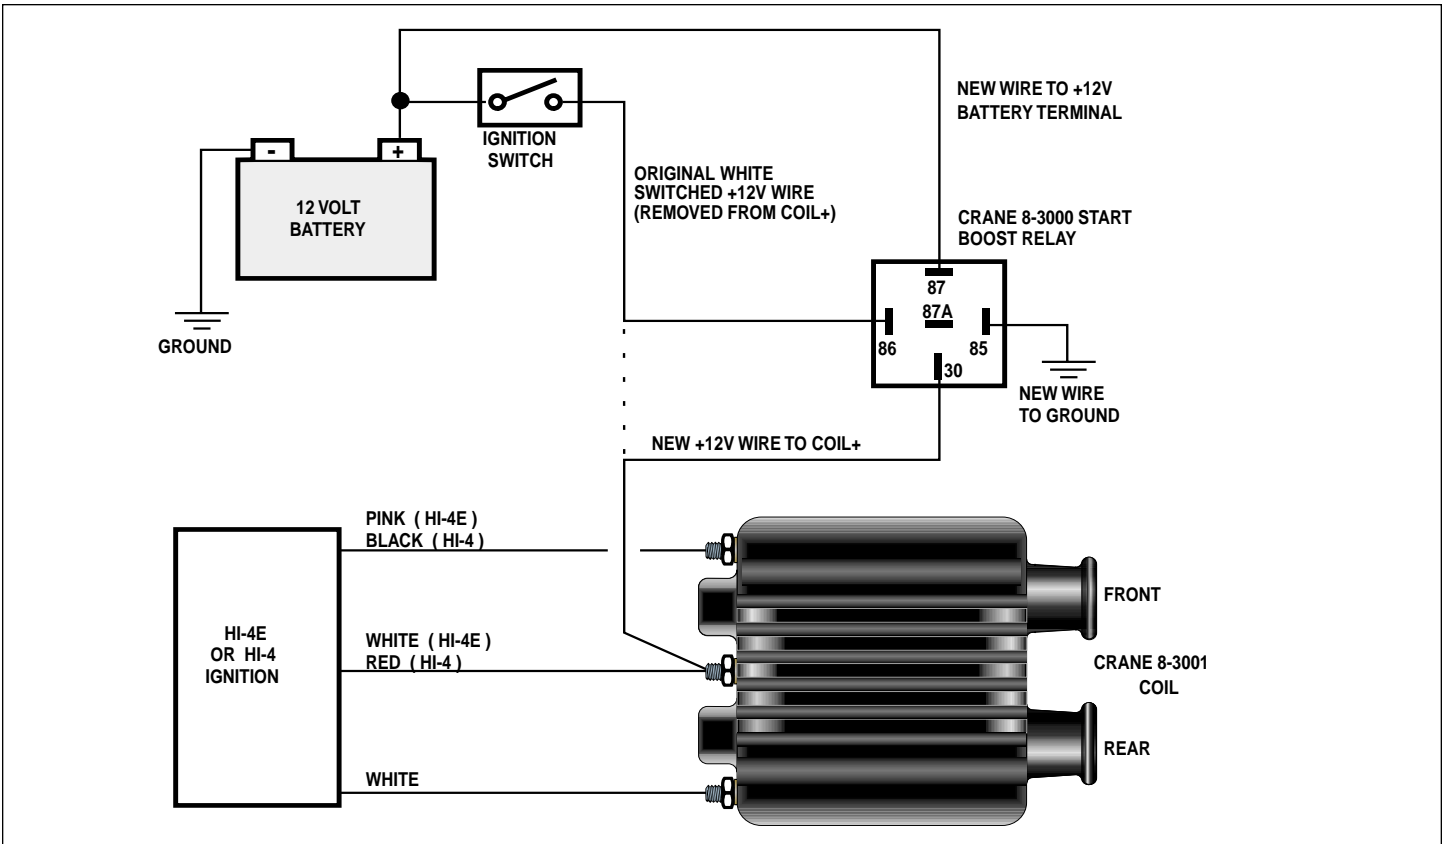 NEW WIRE TO +12V
BATTERY TERMINAL
IGNITION
SWITCH
-
+
12 VOLT
BATTERY
ORIGINAL WHITE
SWITCHED +12V WIRE
(REMOVED FROM COIL+)
CRANE 8-3000 START
BOOST RELAY
87
87A
86
85
30
GROUND
NEW WIRE
TO GROUND
NEW +12V WIRE TO COIL+
PINK ( HI-4E )
BLACK ( HI-4 )
HI-4E
OR HI-4
IGNITION
WHITE ( HI-4E )
RED ( HI-4 )
WHITE
FRONT
CRANE 8-3001
COIL
REAR